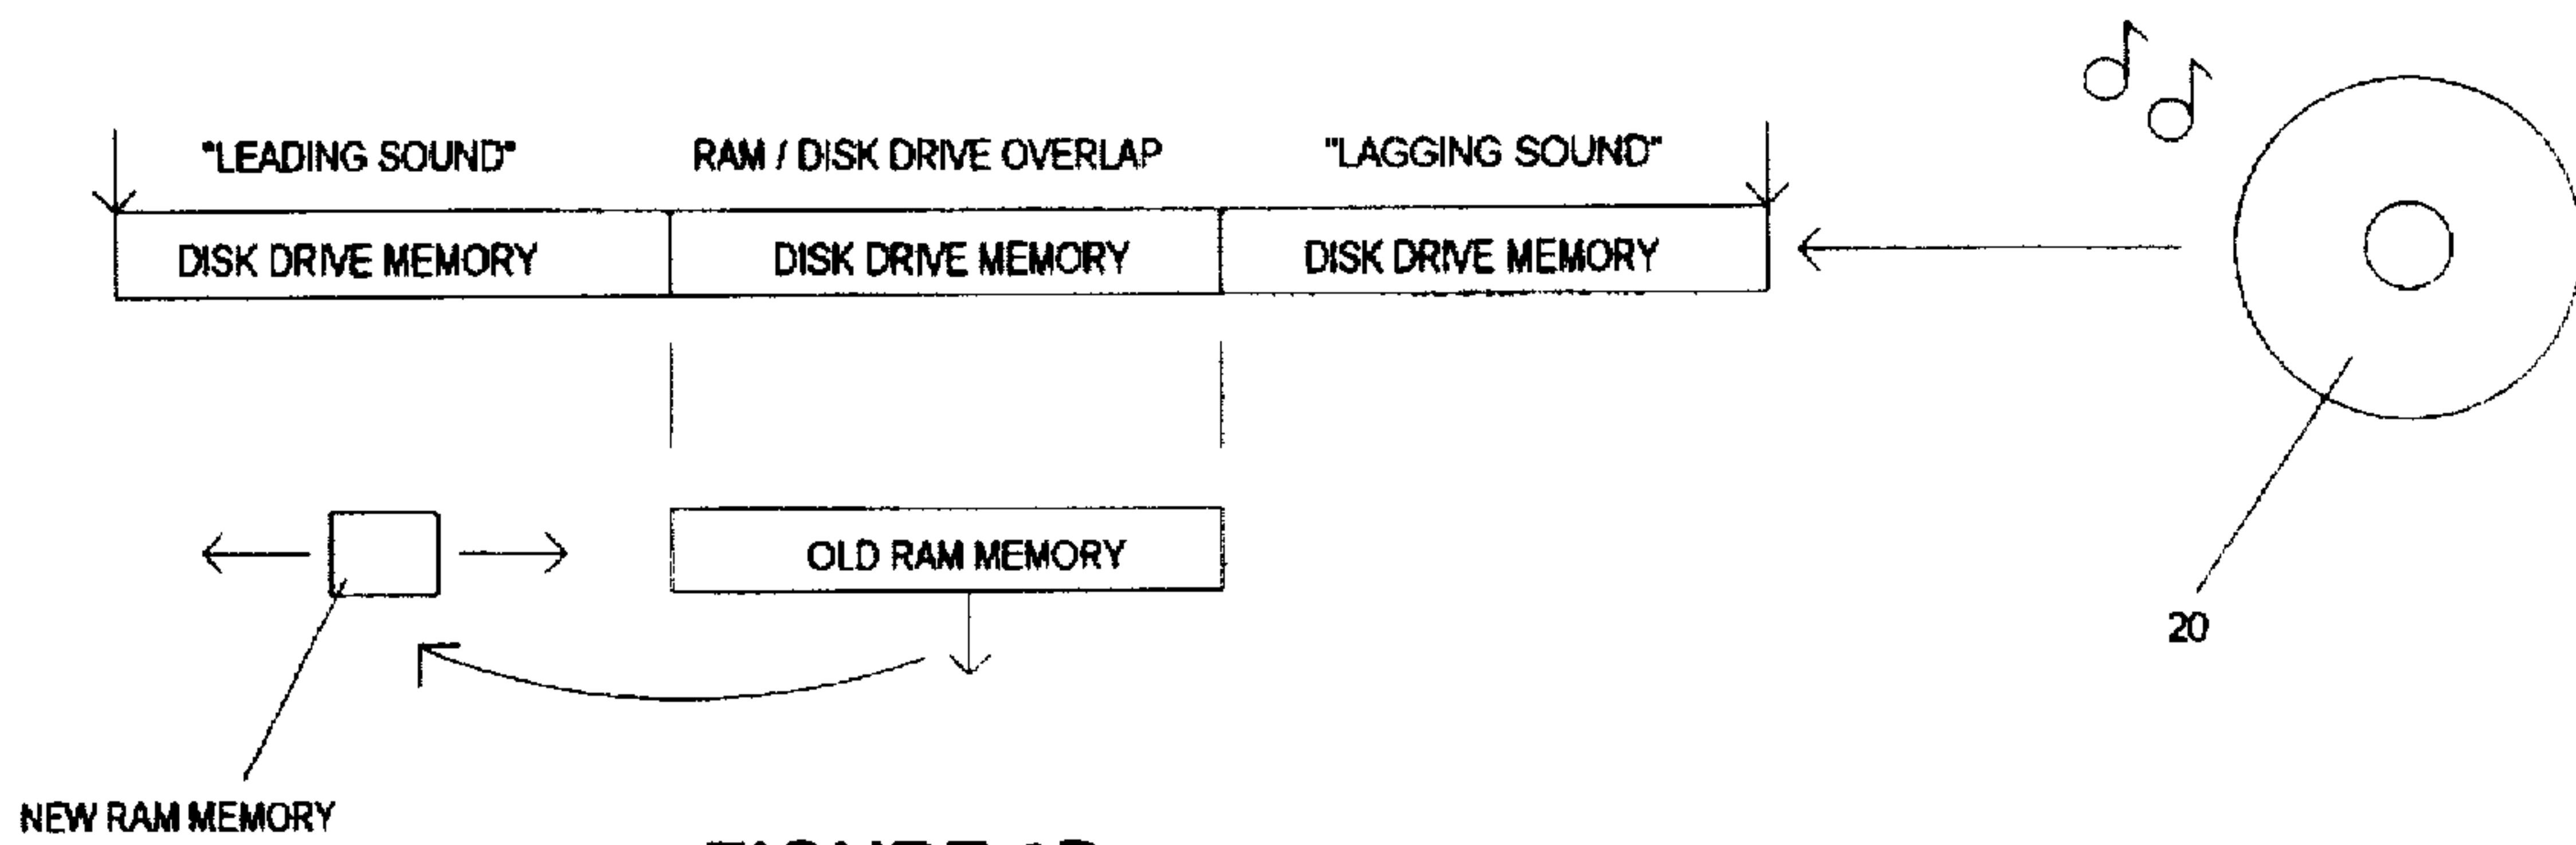 "LEADING SOUND" RAM / DISK DRIVE OVERLAP "LAGGING SOUND"
DISK DRIVE MEMORY DISK DRIVE MEMORY DISK DRIVE MEMORY
OLD RAM MEMORY
20
NEW RAM MEMORY